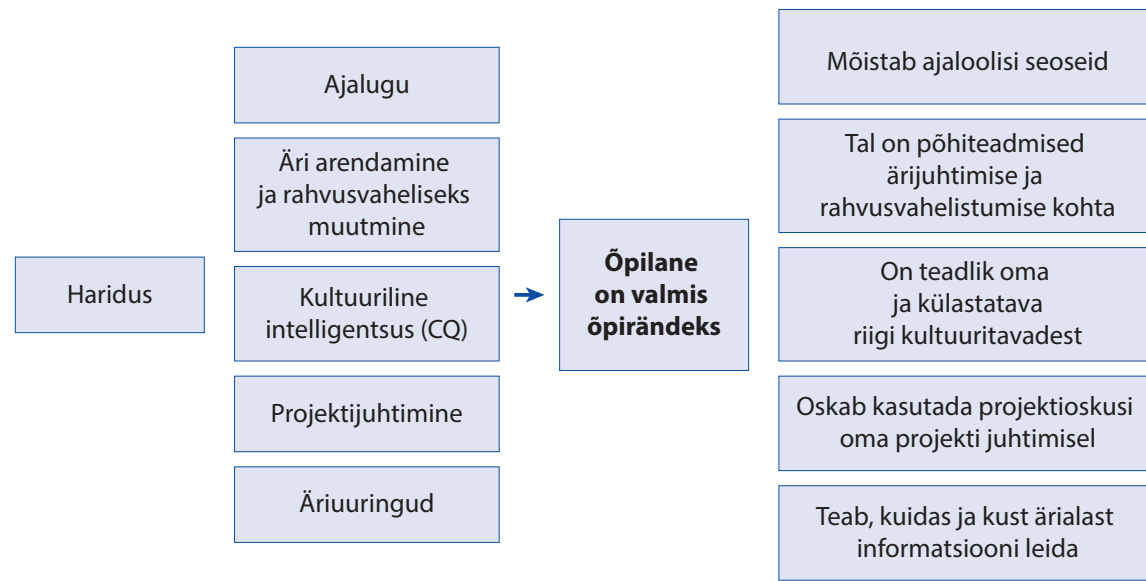 Haridus
Ajalugu
Äri arendamine
ja rahvusvaheliseks
muutmine
Kultuuriline
intelligentsus (CQ)
Projektijuhtimine
Äriuuringud
Õpilane
on valmis
õpirändeks
Mõistab ajaloolisi seoseid
Tal on põhiteadmised
ärijuhtimise ja
rahvusvahelistumise kohta
On teadlik oma
ja külastatava
riigi kultuuritavadest
Oskab kasutada projektioskusi
oma projekti juhtimisel
Teab, kuidas ja kust ärialast
informatsiooni leida